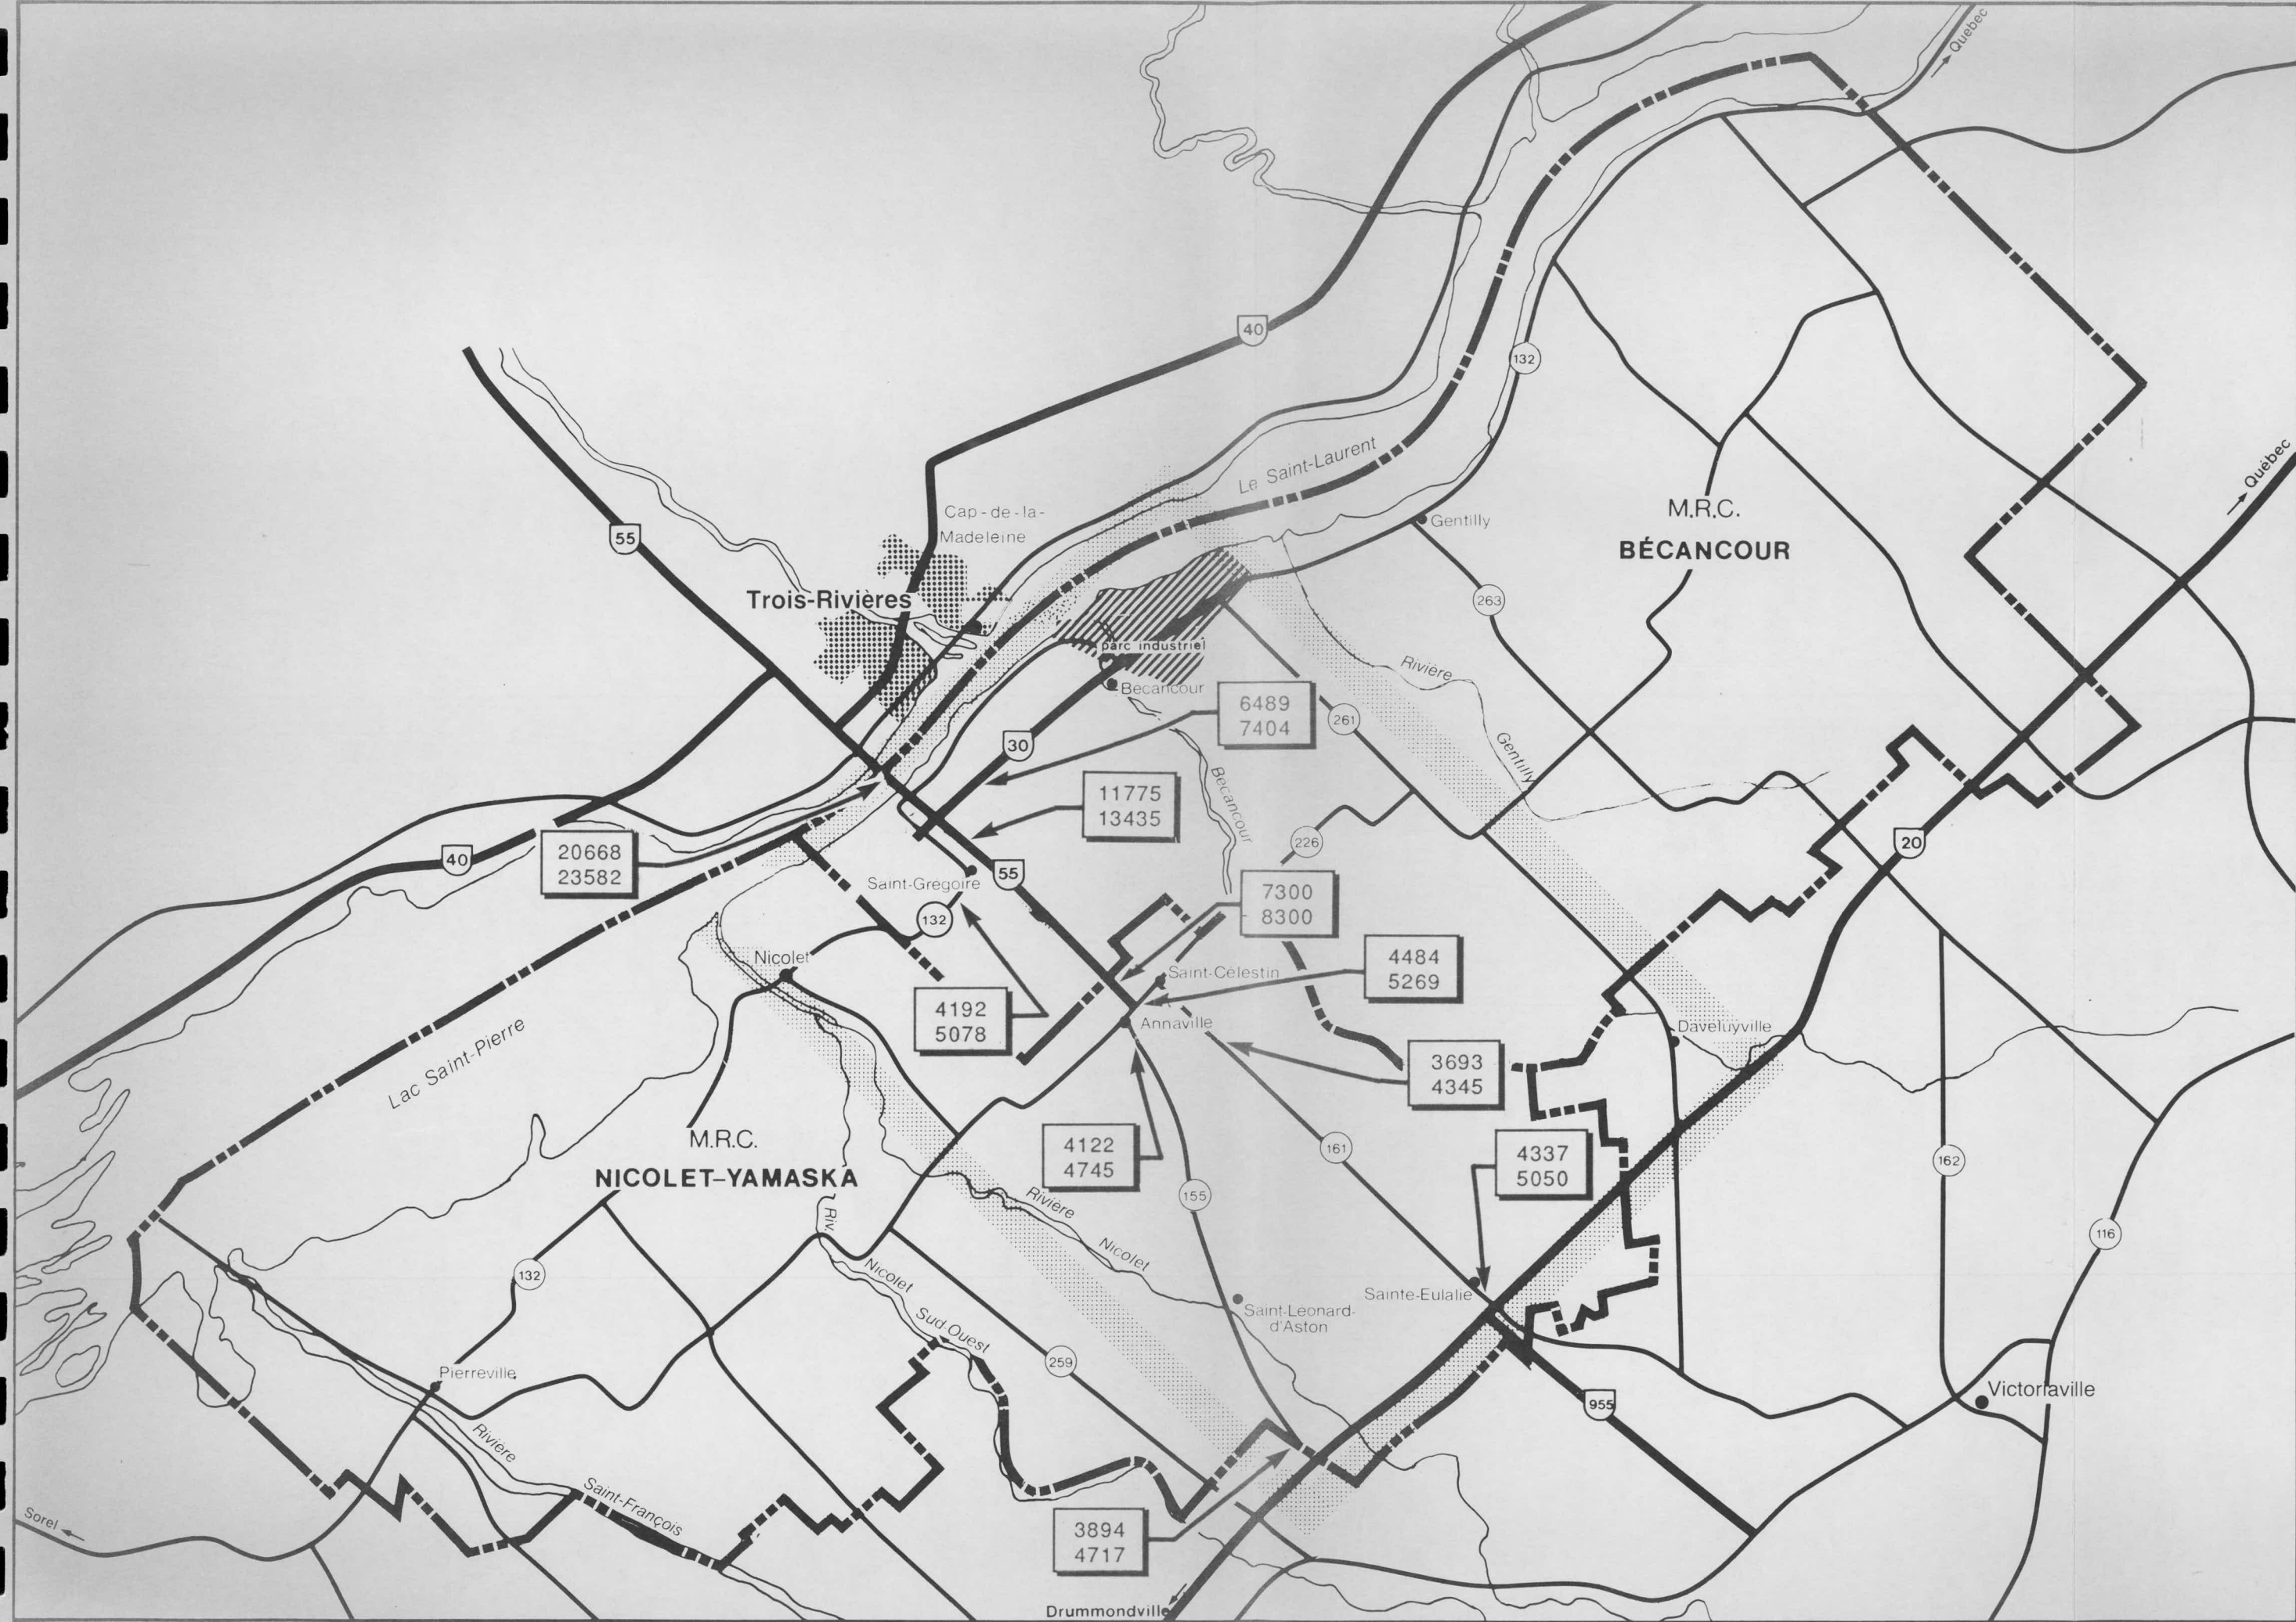 Québec
40
132
55
Cap-de-la-
Madeleine
Le Saint-Laurent
Gentilly
M.R.C.
BÉCANCOUR
Québec
Trois-Rivières
263
parc industriel
Bécancour
Rivière
Gentilly
6489
7404
261
30
Bécancour
11775
13435
226
20
40
20668
23582
55
Saint-Grégoire
132
7300
8300
Nicolet
Saint-Célestin
4484
5269
4192
5078
Annaville
Daveluyville
Lac Saint-Pierre
3693
4345
M.R.C.
NICOLET-YAMASKA
4122
4745
161
4337
5050
162
155
Rivière
Nicolet
Riv.
Nicolet
Sud-Ouest
116
132
Sainte-Eulalie
Saint-Léonard-
d'Aston
259
Pierreville
955
Victoriaville
Rivière
Saint-François
Sorel
3894
4717
Drummondville